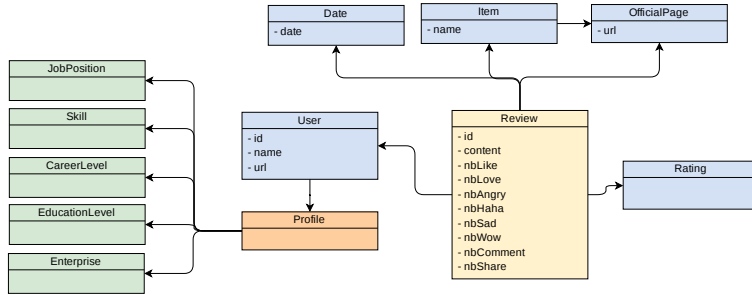 Date
- date
Item
- name
OfficialPage
- url
JobPosition
Skill
CareerLevel
EducationLevel
Enterprise
User
- id
- name
- url
Profile
Review
- id
- content
- nbLike
- nbLove
- nbAngry
- nbHaha
- nbSad
- nbWow
- nbComment
- nbShare
Rating